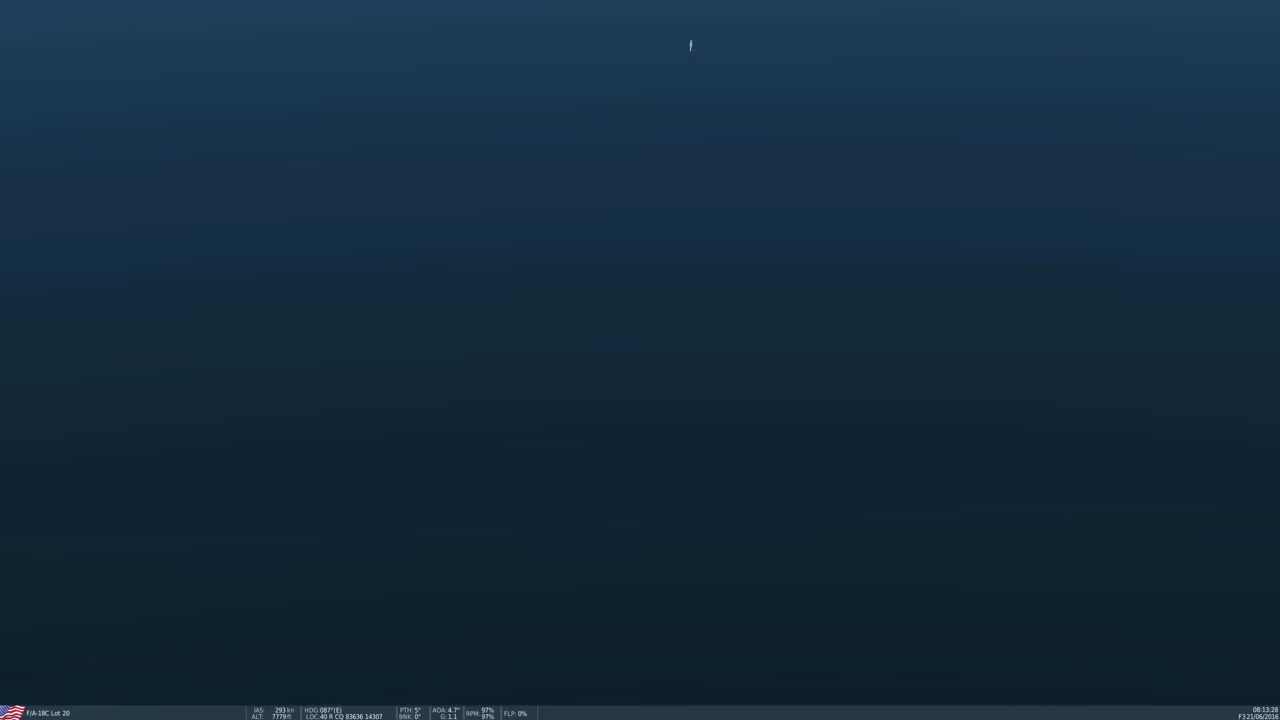 F/A-18C Lot 20
IAS: 293 kn
ALT: 7779 ft
HDG: 087°(E)
LOC: 40 R CQ 83636 14307
PTH: 5°
BNK: 0°
AOA: 4.7°
G: 1.1
RPM: 97%
97%
FLP: 0%
08:13:28
F3 21/06/2016